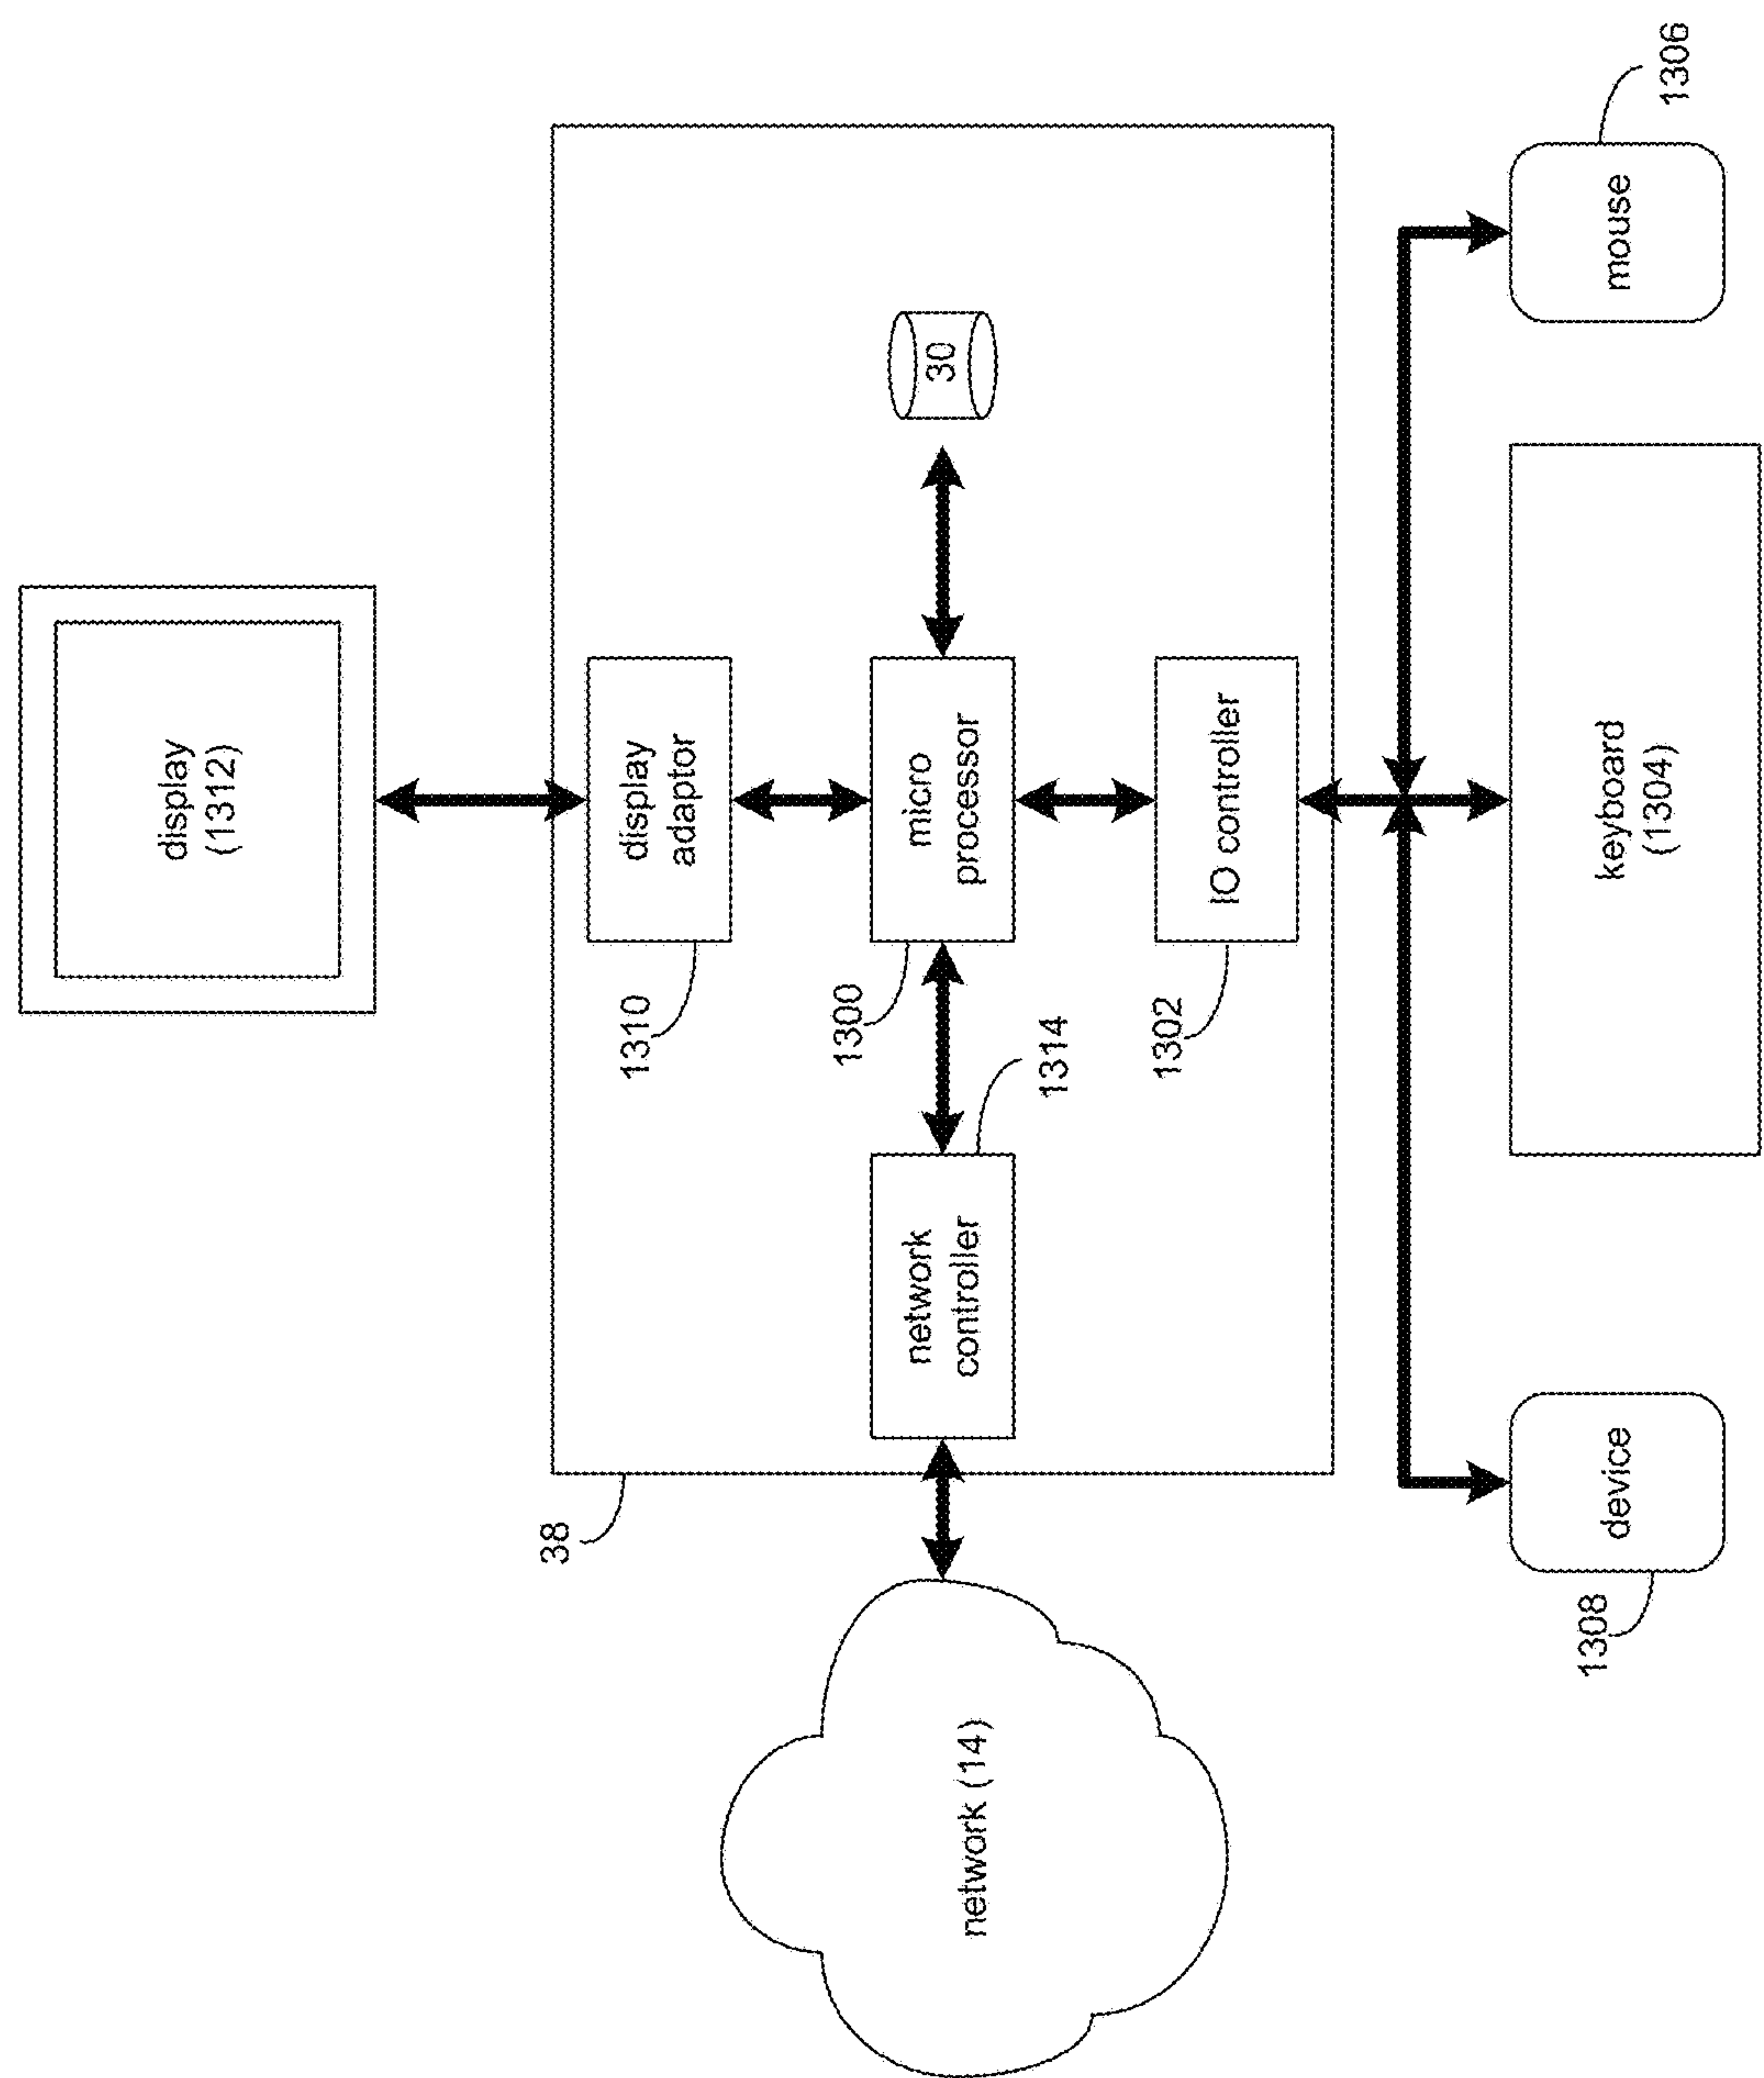 display
(1312)
38
display
adaptor
1310
network (14)
network
controller
1314
micro
processor
1300
30
IO controller
1302
device
1308
keyboard
(1304)
mouse
1306